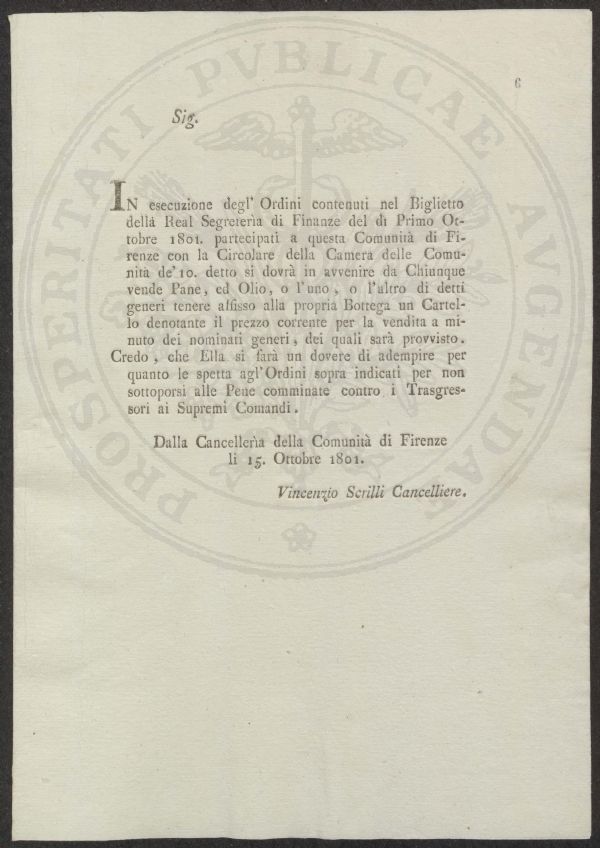 6
Sig.
IN esecuzione degl' Ordini contenuti nel Biglietto
della Real Segreterìa di Finanze del dì Primo Ot-
tobre 1801. partecipati a questa Comunità di Fi-
renze con la Circolare della Camera delle Comu-
nità de' 10. detto si dovrà in avvenire da Chiunque
vende Pane, ed Olio, o l'uno, o l'altro di detti
generi tenere affisso alla propria Bottega un Cartel-
lo denotante il prezzo corrente per la vendita a mi-
nuto dei nominati generi, dei quali sarà provvisto.
Credo, che Ella si farà un dovere di adempire per
quanto le spetta agl'Ordini sopra indicati per non
sottoporsi alle Pene comminate contro i Trasgres-
sori ai Supremi Comandi.
Dalla Cancellerìa della Comunità di Firenze
li 15. Ottobre 1801.
Vincenzio Scrilli Cancelliere.
PROSPERITATI PVBLICAE AVGENDAE